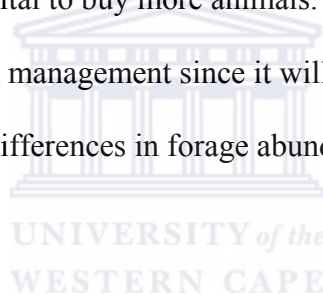 ital to buy more animals.
management since it will
ifferences in forage abund
UNIVERSITY of the
WESTERN CAPE